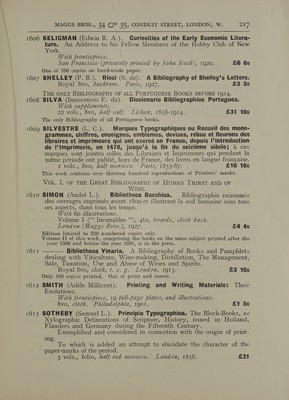 MAGGS BROS., 34 & 35, CONDUIT STREET, LONDON, W. 217
1606 SELIGMAN (Edwin R. A.). Curiosities of the Early Economic Litera-
ture. An Address to his Fellow Members of the Hobby Club of New
York.
With frontispiece.
San Francisco (privately printed by John Nash), 1920. £6 6s
One of 200 copies on hand-made paper.
1607 SHELLEY (P. B.). Ricci (S. de). A Bibliography of Shelley's Letters.
Royal 8vo, buckram. Paris, 1927. £3 3s
THE ONLY BIBLIOGRAPHY OF ALL PORTUGUESE BOOKS BEFORE 1914.
1608 SILVA (Innocencio F. da). Diccionario Bibliographico Portuguez.
With supplements.
22 vols., 8vo, half calf. Lisbon, 1858-1914. £31 10s
The only Bibliography of all Portuguese books.
1609 SILVESTRE (L. C.). Marques Typographiques ou Recueil des mono-
grammes, chiffres, enseignes, emblemes, devises, rébus et fleurons des
libraires et imprimeurs qui ont exercé en France, depuis l'introduction
de l'Imprimerie, en 1470, jusqu'à la fin du seizième siècle; à ces
marques sont jointes celles des Libraires et Imprimeurs qui pendant la
même période ont publié, hors de France, des livres en langue française.
2 vols., 8vo, half morocco. Paris, 1853-67. £16 16s
This work contains over thirteen hundred reproductions of Printers' marks.
VOL. I. OF THE GREAT BIBLIOGRAPHY OF HUMAN THIRST AND OF
WINE.
1610 SIMON (André L.). Bibliotheca Bacchica. Bibliographie raisonnée
des ouvrages imprimés avant 1600 et illustrant la soif humaine sous tous
ses aspects, dans tous les temps.
With 60 illustrations.
Volume I (" Incunables "), 4to, boards, cloth back.
London (Maggs Bros.), 1927. £4 4s
Edition limited to 250 numbered copies only.
Volume II of this work, comprising the books on the same subject printed after the
year 1500 and before the year 1600, is in the press.
1611 ——— Bibliotheca Vinaria. A Bibliography of Books and Pamphlets
dealing with Viticulture, Wine-making, Distillation, The Management,
Sale, Taxation, Use and Abuse of Wines and Spirits.
Royal 8vo, cloth, t. e. g. London, 1913. £3 10s
Only 180 copies printed. Out of print and scarce.
1612 SMITH (Adèle Millicent). Printing and Writing Materials: Their
Evolutions.
With frontispiece, 19 full-page plates, and illustrations.
8vo, cloth. Philadelphia, 1901. £1 5s
1613 SOTHEBY (Samuel L.). Principia Typographica. The Block-Books, or
Xylographic Delineations of Scripture, History, issued in Holland,
Flanders and Germany during the Fifteenth Century.
Exemplified and considered in connection with the origin of print-
ing.
To which is added an attempt to elucidate the character of the
paper-marks of the period.
3 vols., folio, half red morocco. London, 1858. £21